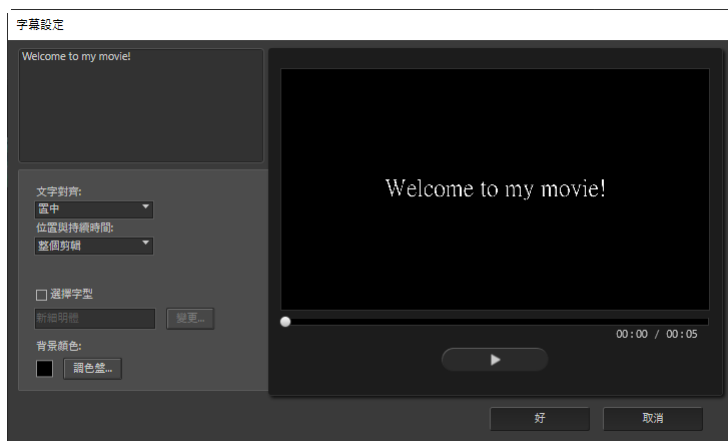 字幕設定
Welcome to my movie!
Welcome to my movie!
文字對齊:
置中
位置與持續時間:
整個剪輯
選擇字型
新細明體
變更...
背景顏色:
調色盤...
00:00 / 00:05
好
取消